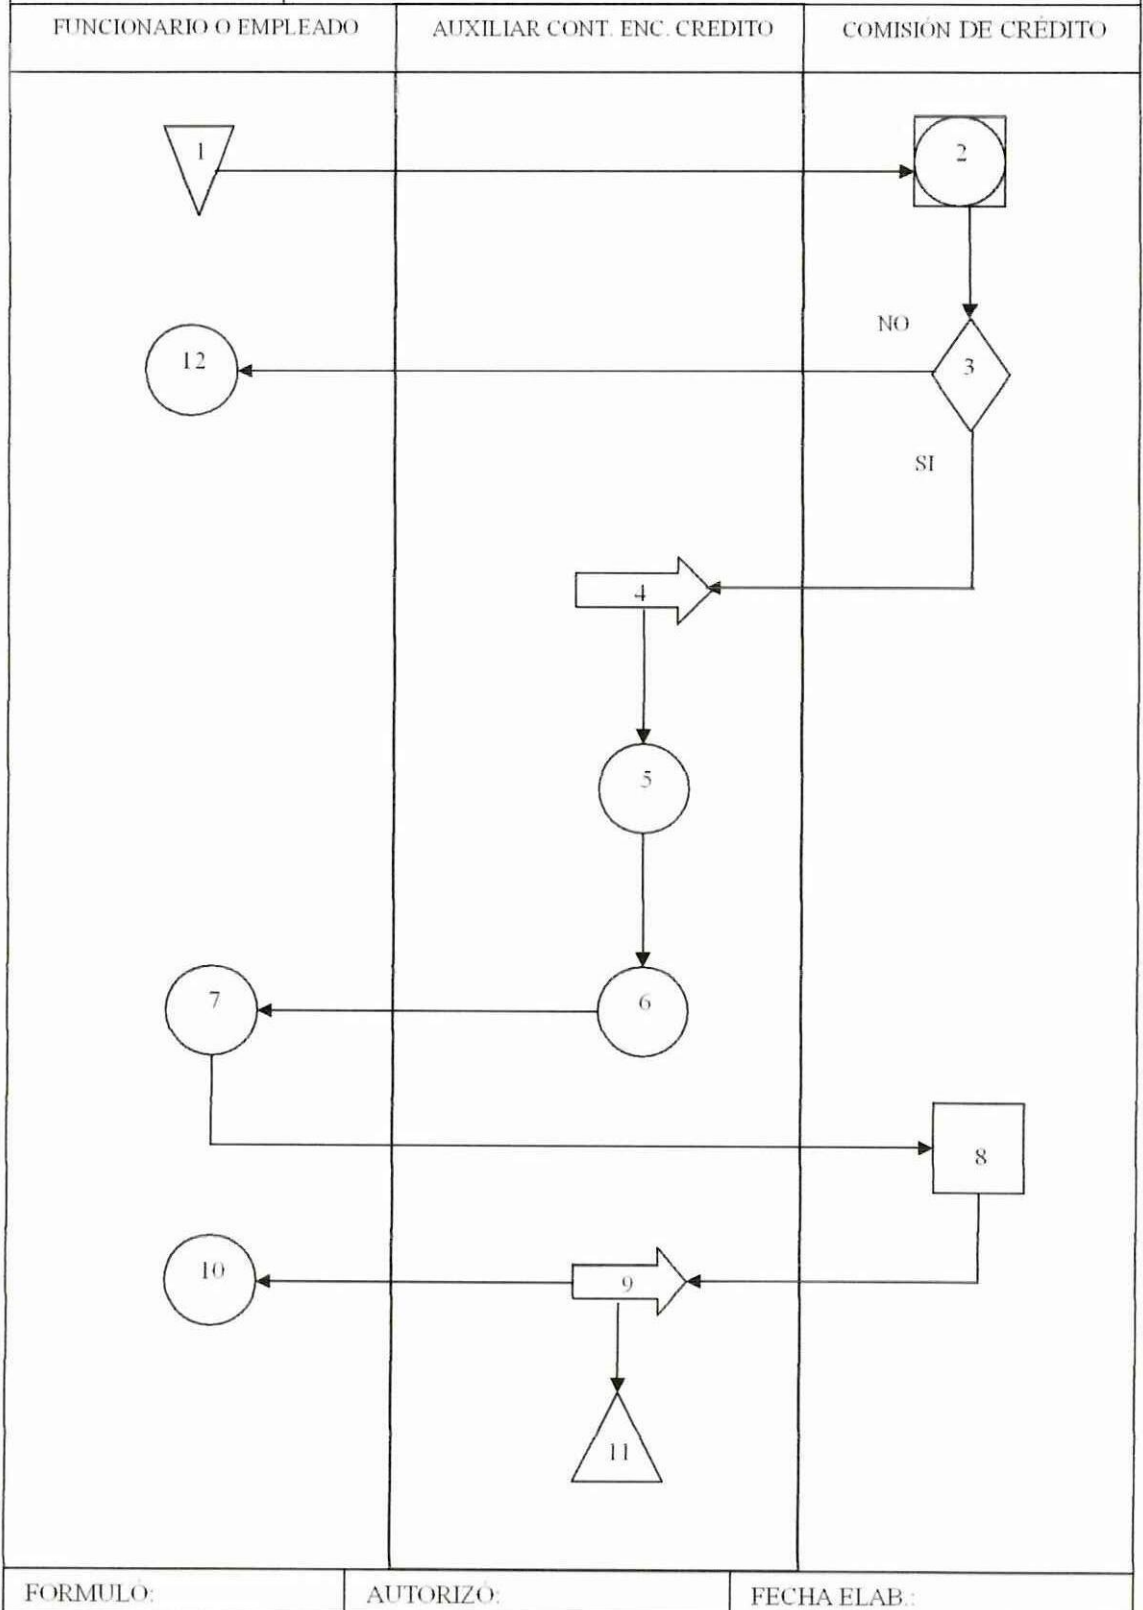 FUNCIONARIO O EMPLEADO
AUXILIAR CONT. ENC. CREDITO
COMISIÓN DE CRÉDITO
1
2
NO
12
3
SI
4
5
7
6
8
10
9
11
FORMULÓ:
AUTORIZÓ:
FECHA ELAB.: